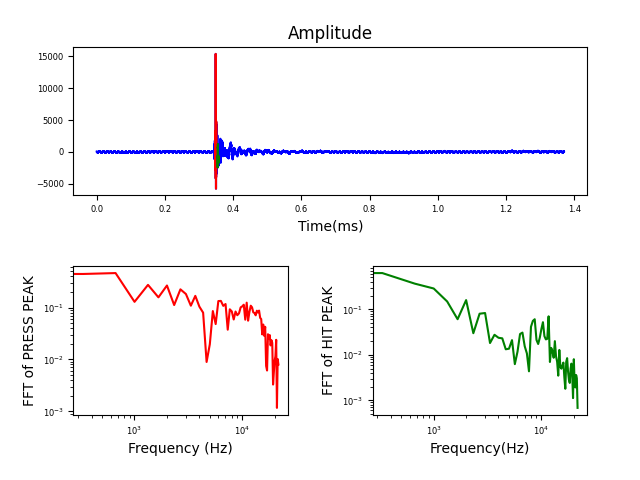 Amplitude
15000
10000
5000
0
−5000
0.0 0.2 0.4 0.6 0.8 1.0 1.2 1.4
Time(ms)
FFT of PRESS PEAK
10⁻¹
10⁻²
10⁻³
10³ 10⁴
Frequency (Hz)
FFT of HIT PEAK
10⁻¹
10⁻²
10⁻³
10³ 10⁴
Frequency(Hz)